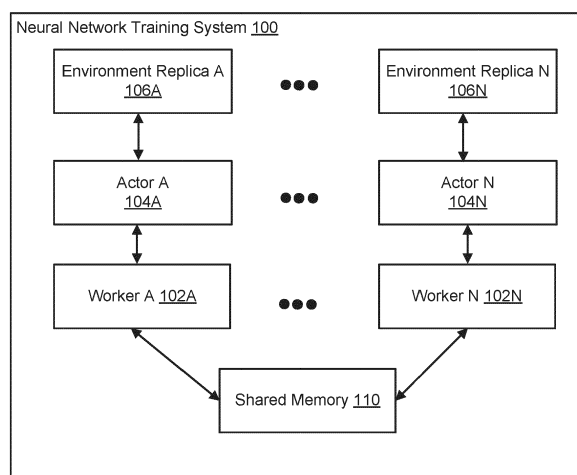 Neural Network Training System 100
Environment Replica A
106A
Environment Replica N
106N
Actor A
104A
Actor N
104N
Worker A 102A
Worker N 102N
Shared Memory 110